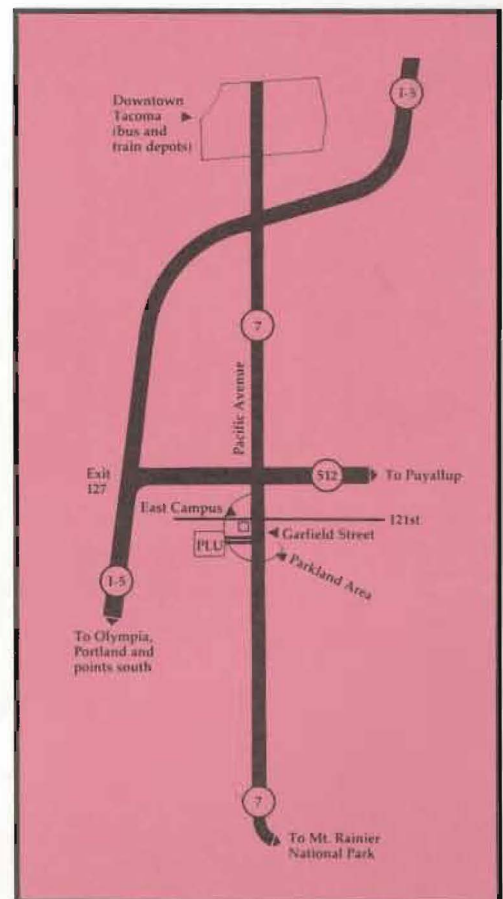 I-5
Downtown
Tacoma
(bus and
train depots)
7
Pacific Avenue
Exit
127
512
To Puyallup
East Campus
121st
Garfield Street
PLU
Parkland Area
I-5
To Olympia,
Portland and
points south
7
To Mt. Rainier
National Park